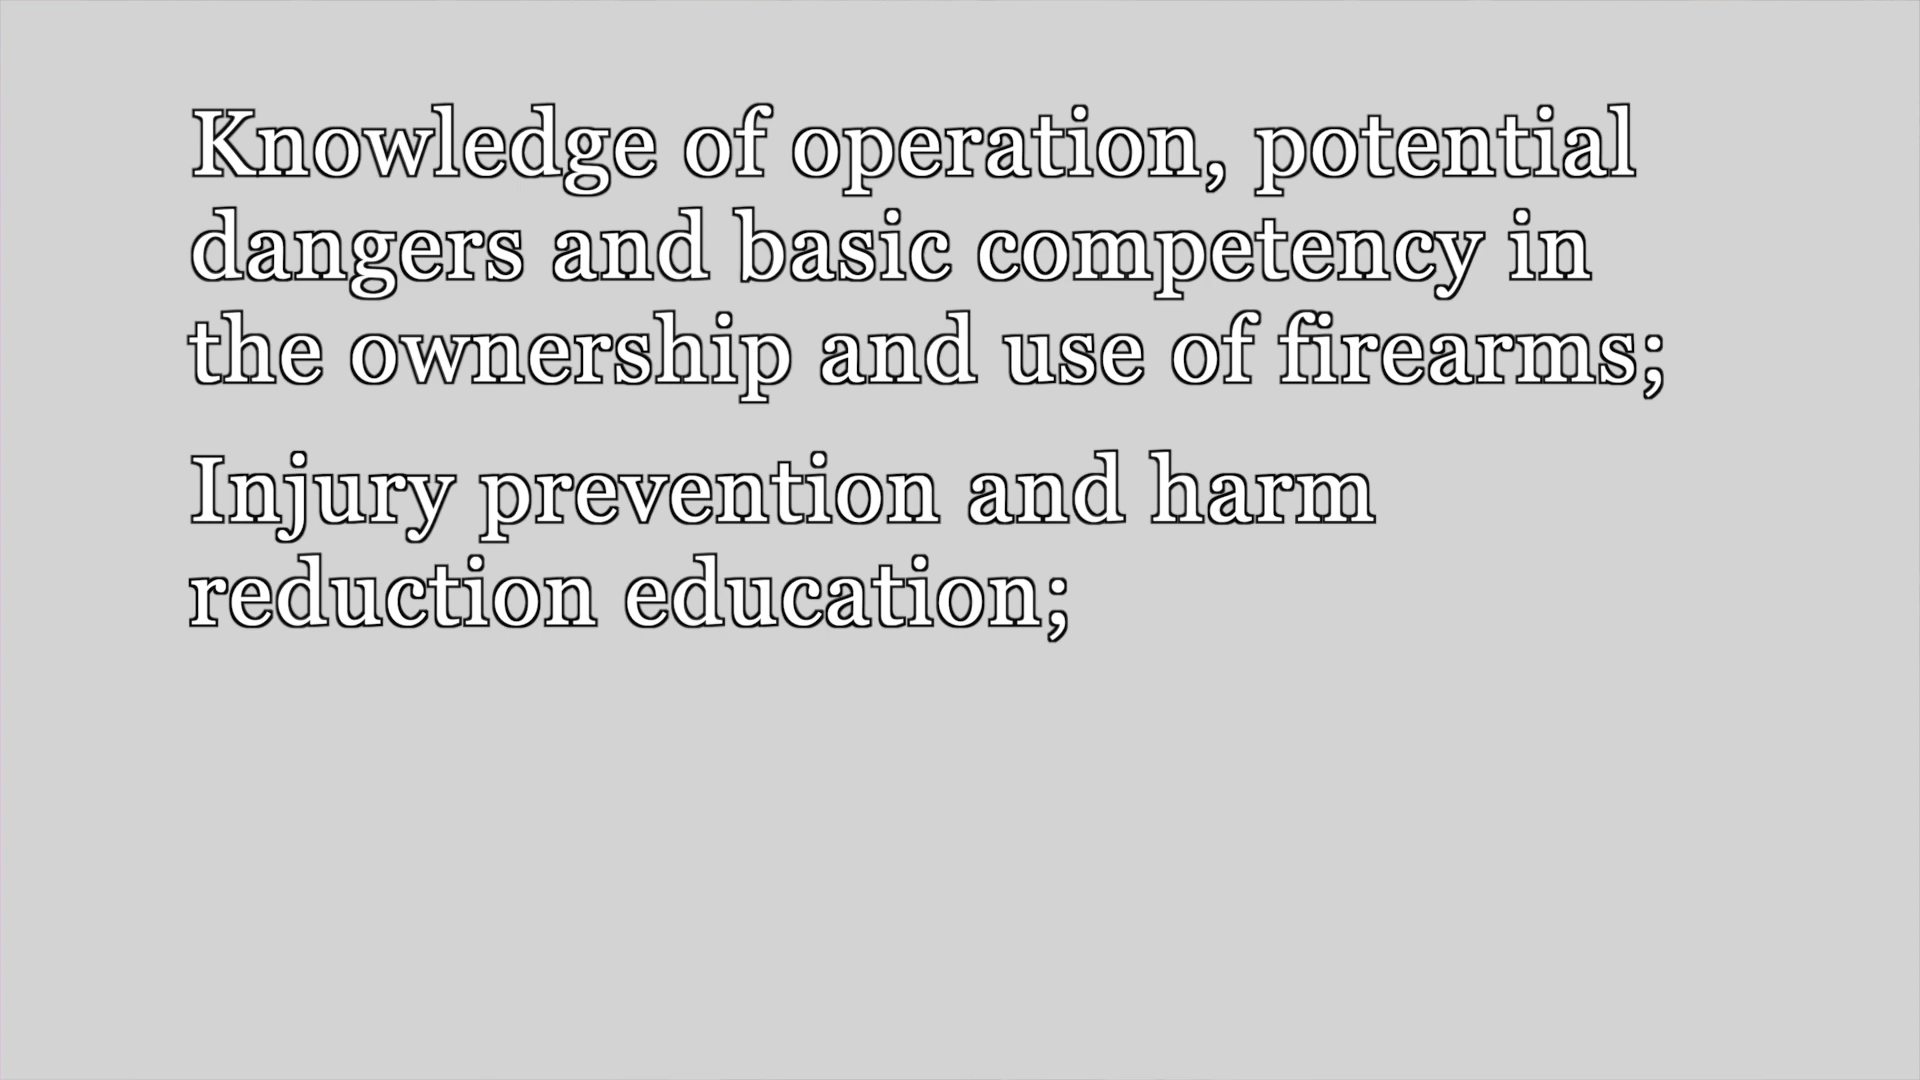 Knowledge of operation, potential
dangers and basic competency in
the ownership and use of firearms;
Injury prevention and harm
reduction education;